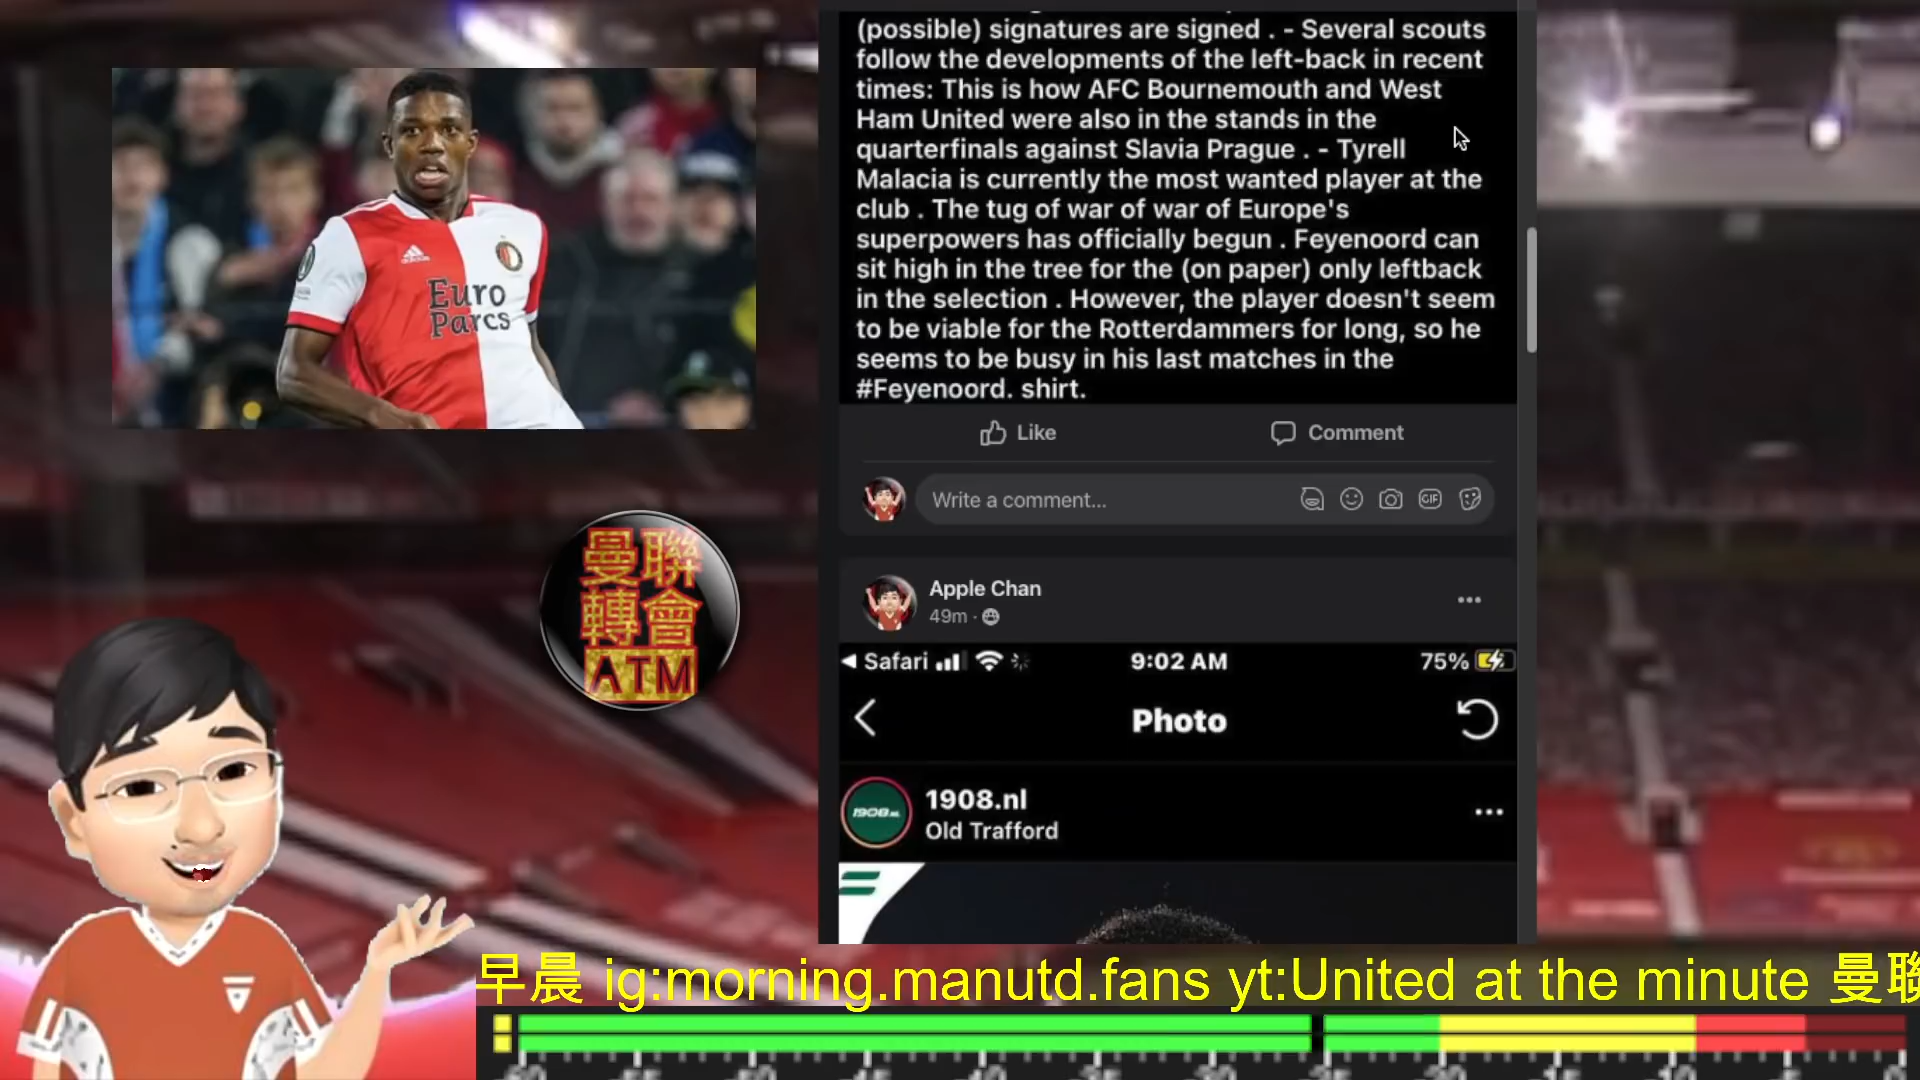 (possible) signatures are signed . - Several scouts
follow the developments of the left-back in recent
times: This is how AFC Bournemouth and West
Ham United were also in the stands in the
quarterfinals against Slavia Prague . - Tyrell
Malacia is currently the most wanted player at the
club . The tug of war of war of Europe's
superpowers has officially begun . Feyenoord can
sit high in the tree for the (on paper) only leftback
in the selection . However, the player doesn't seem
to be viable for the Rotterdammers for long, so he
seems to be busy in his last matches in the
#Feyenoord. shirt.
Like
Comment
Write a comment...
GIF
Apple Chan
49m
Safari
9:02 AM
75%
Photo
1908.nl
1908.nl
Old Trafford
Euro
Parcs
曼聯
轉會
ATM
早晨 ig:morning.manutd.fans yt:United at the minute 曼聯